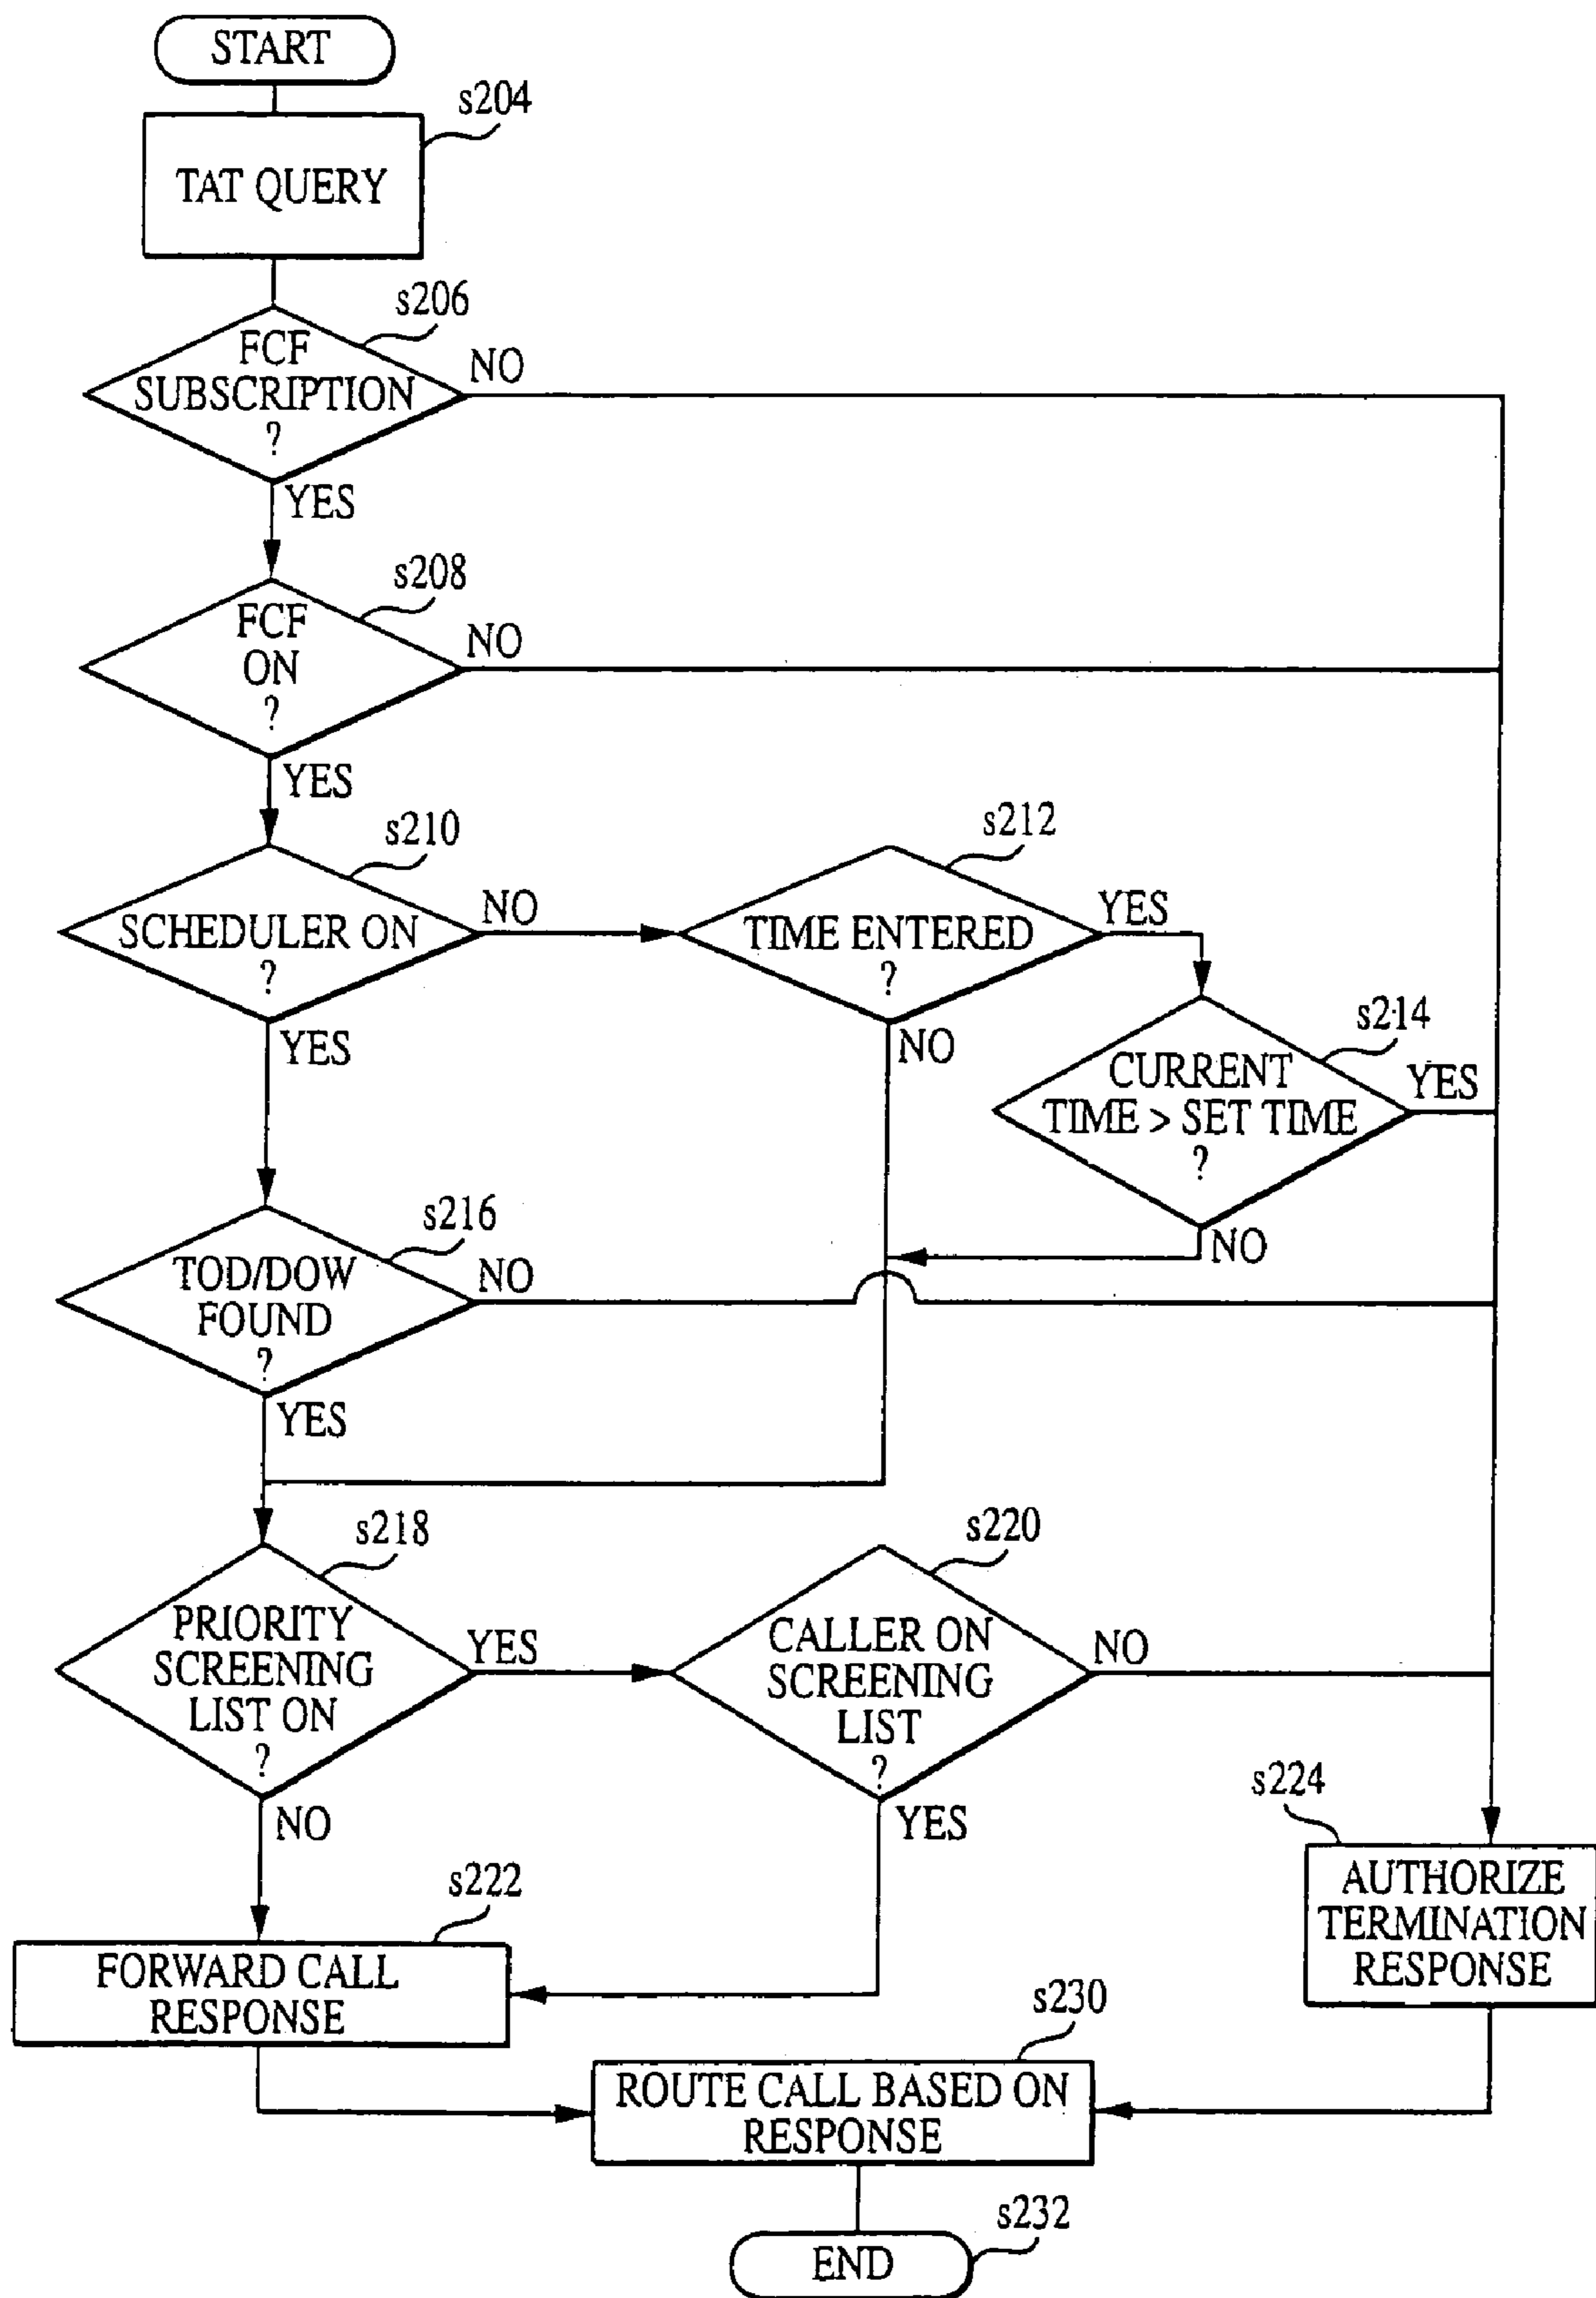 START
s204
TAT QUERY
s206
FCF
SUBSCRIPTION
?
NO
YES
s208
FCF
ON
?
NO
YES
s210
SCHEDULER ON
?
NO
YES
s212
TIME ENTERED
?
YES
NO
s214
CURRENT
TIME > SET TIME
?
YES
NO
s216
TOD/DOW
FOUND
?
NO
YES
s218
PRIORITY
SCREENING
LIST ON
?
YES
NO
s220
CALLER ON
SCREENING
LIST
?
NO
YES
s222
FORWARD CALL
RESPONSE
s224
AUTHORIZE
TERMINATION
RESPONSE
s230
ROUTE CALL BASED ON
RESPONSE
s232
END